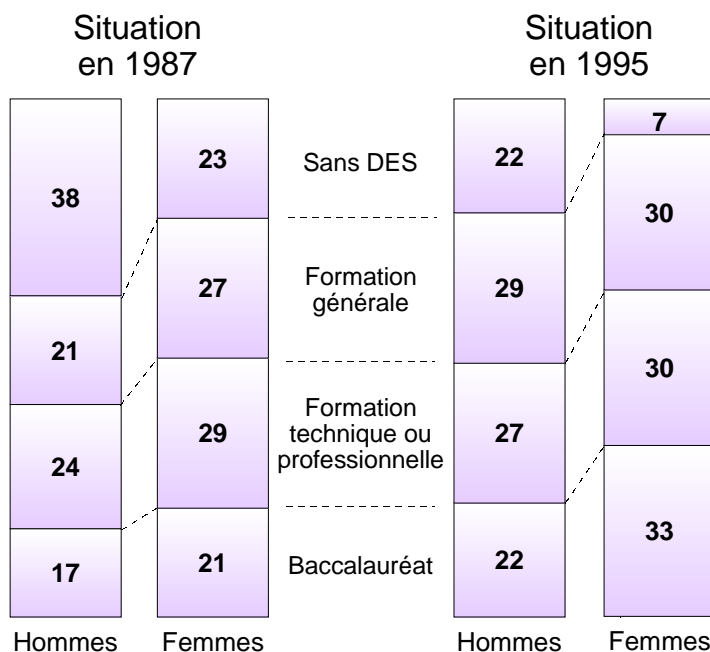 Situation
en 1987
Situation
en 1995
38
21
24
17
23
27
29
21
Sans DES
Formation
générale
Formation
technique ou
professionnelle
Baccalauréat
22
29
27
22
7
30
30
33
Hommes
Femmes
Hommes
Femmes